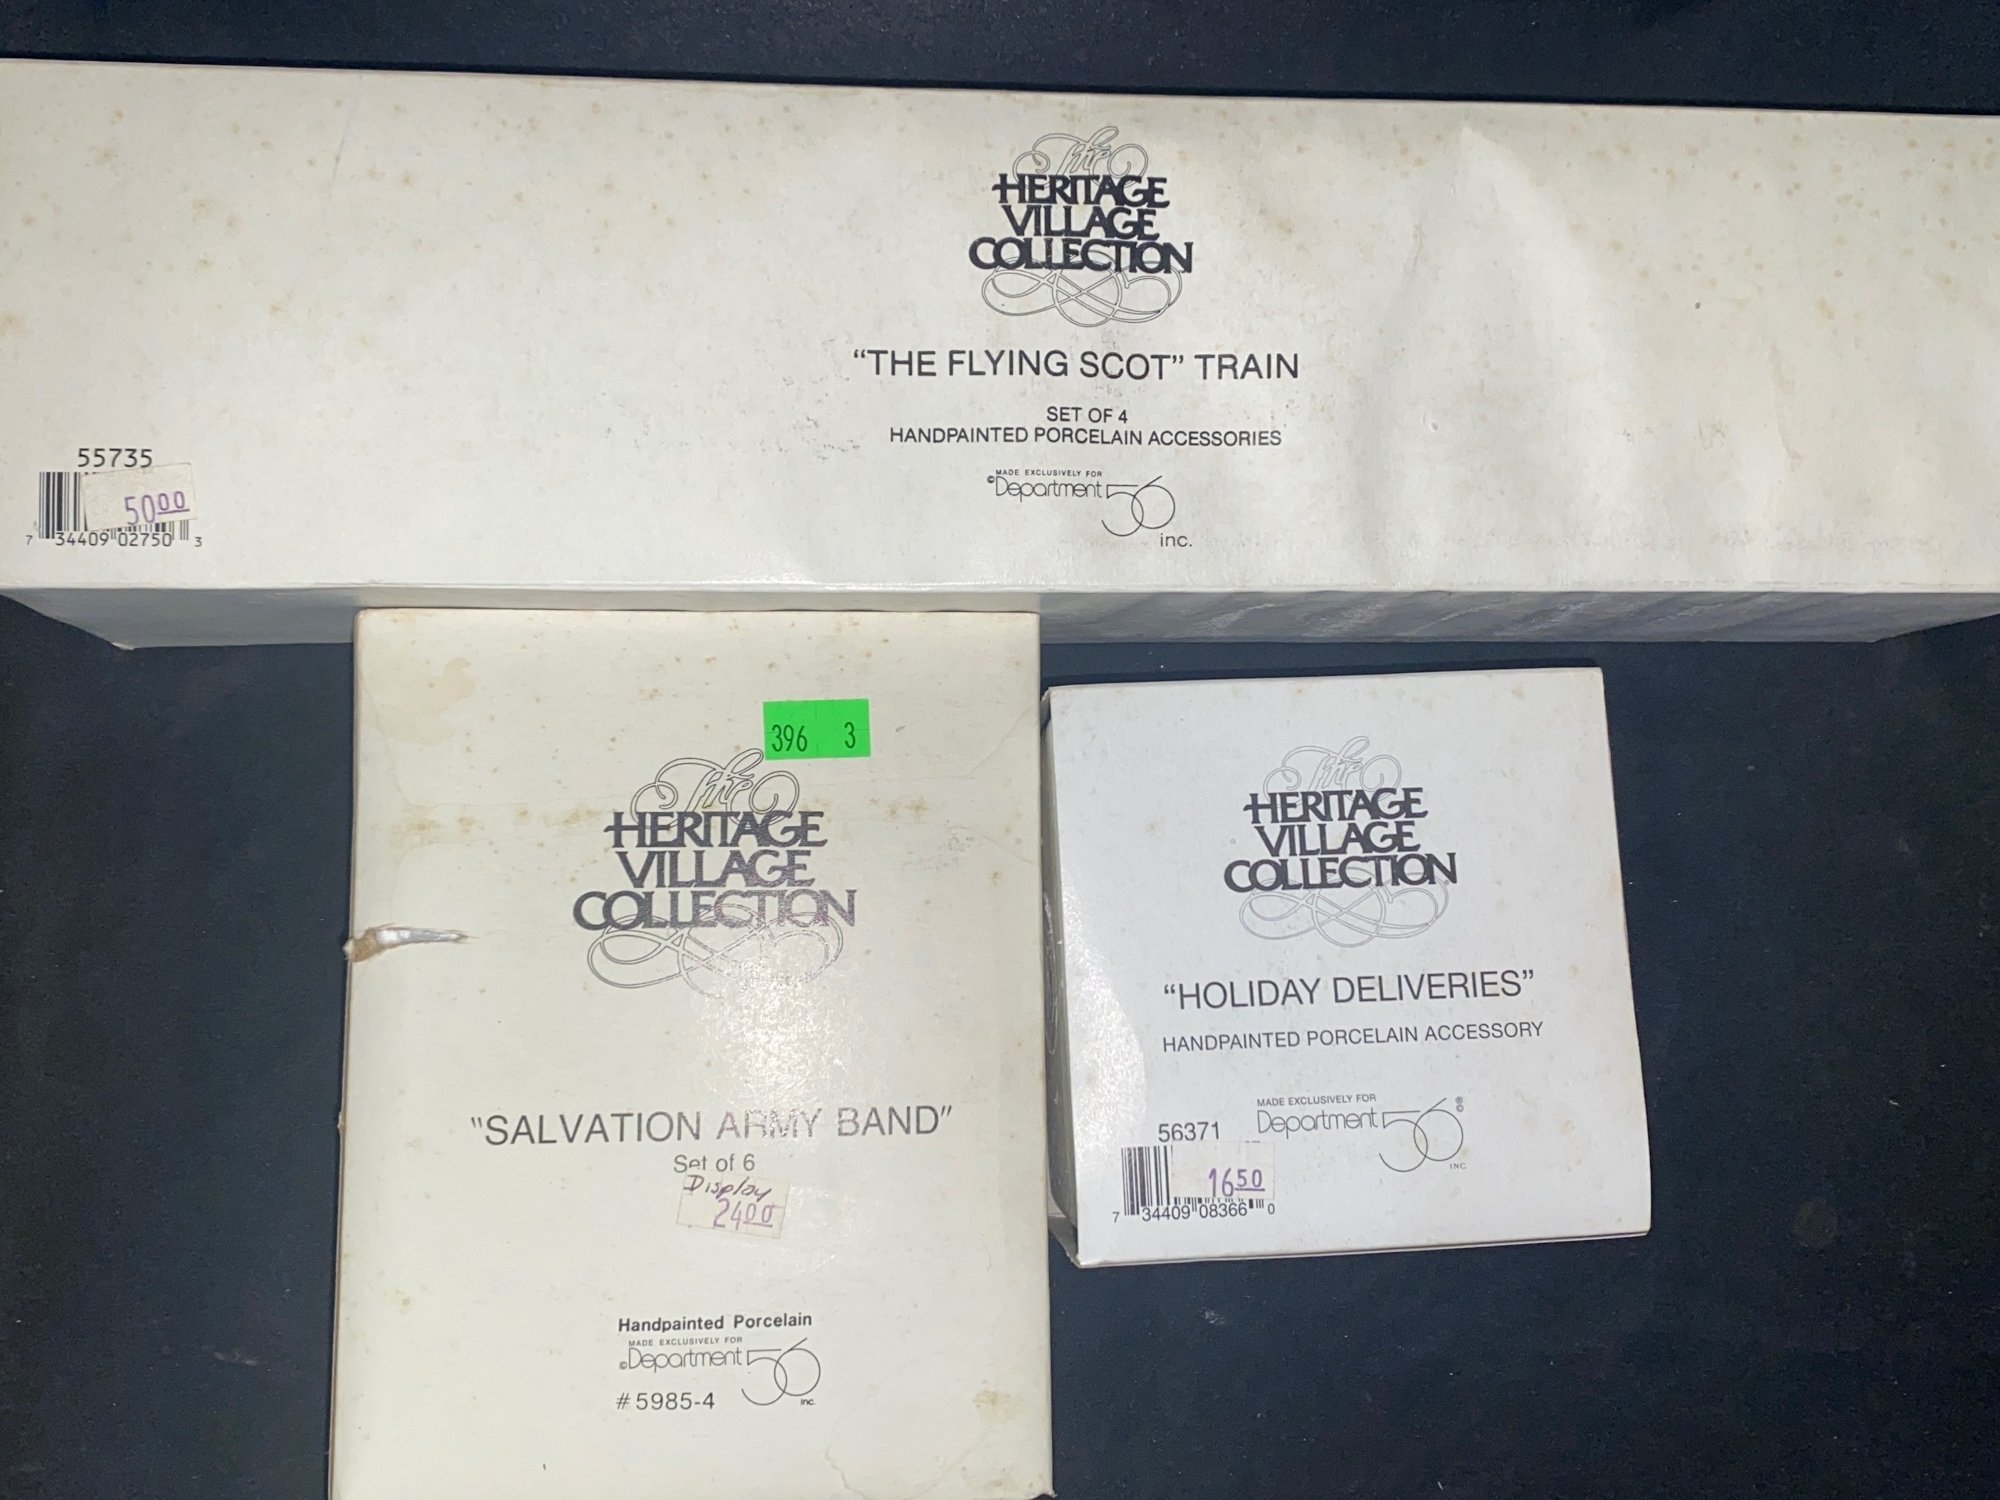 The
HERITAGE
VILLAGE
COLLECTION
“THE FLYING SCOT” TRAIN
SET OF 4
HANDPAINTED PORCELAIN ACCESSORIES
MADE EXCLUSIVELY FOR
©Department 56
inc.
55735
50.00
7 34409 02750 3
396 3
The
HERITAGE
VILLAGE
COLLECTION
"SALVATION ARMY BAND"
Set of 6
Display
24.00
Handpainted Porcelain
MADE EXCLUSIVELY FOR
©Department 56
inc.
#5985-4
The
HERITAGE
VILLAGE
COLLECTION
“HOLIDAY DELIVERIES”
HANDPAINTED PORCELAIN ACCESSORY
MADE EXCLUSIVELY FOR
Department 56 ®©
INC
56371
16.50
7 34409 08366 0